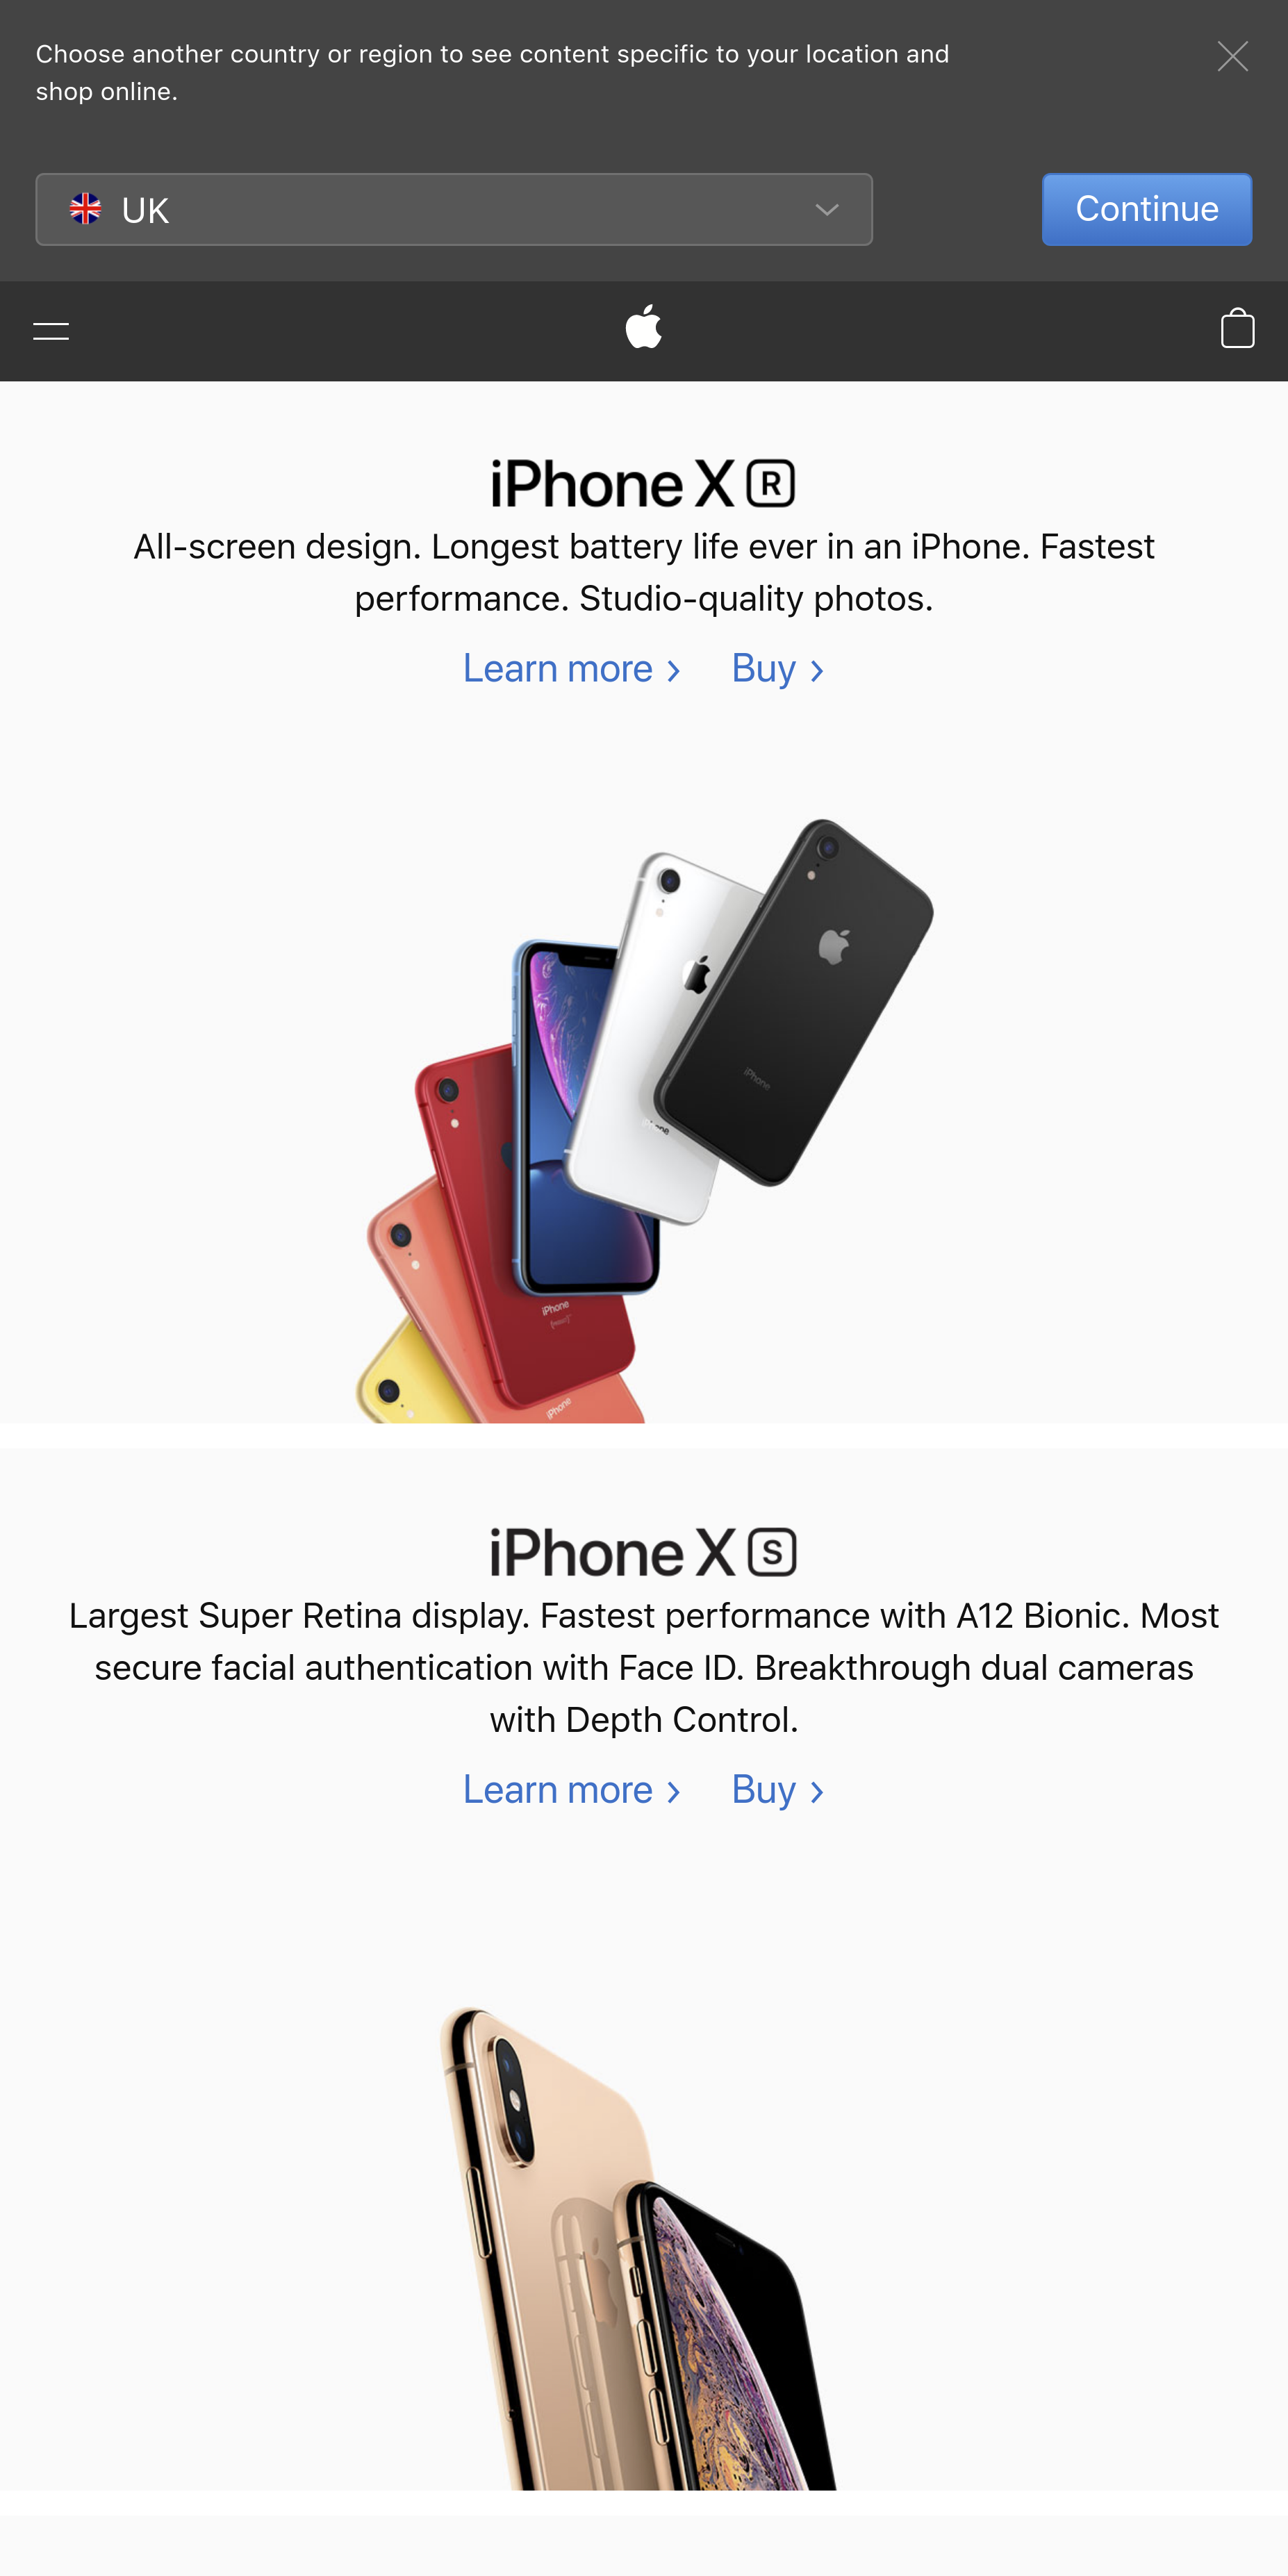 Choose another country or region to see content specific to your location and
shop online.
UK
Continue
iPhone XR
All-screen design. Longest battery life ever in an iPhone. Fastest
performance. Studio-quality photos.
Learn more > Buy >
iPhone
iPhone
iPhone
iPhone
iPhone XS
Largest Super Retina display. Fastest performance with A12 Bionic. Most
secure facial authentication with Face ID. Breakthrough dual cameras
with Depth Control.
Learn more > Buy >